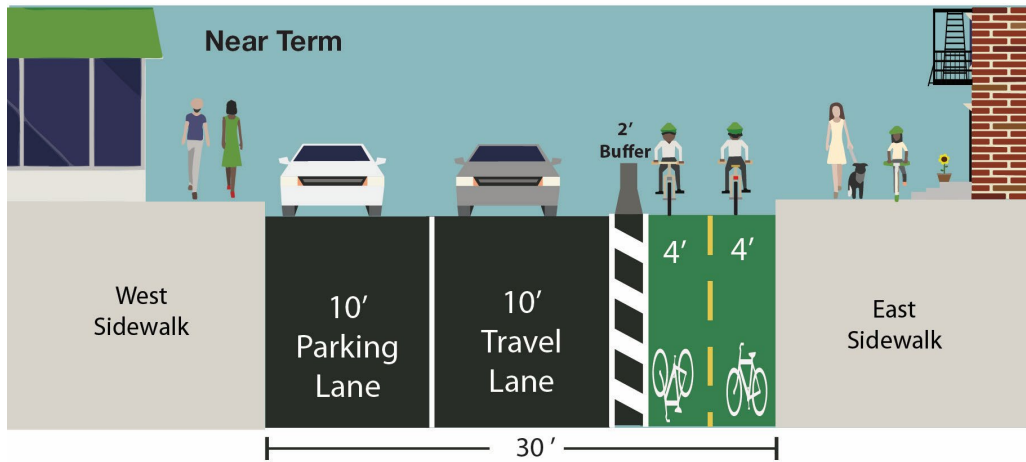 Near Term
2’
Buffer
4’
4’
West
Sidewalk
10’
Parking
Lane
10’
Travel
Lane
East
Sidewalk
30’